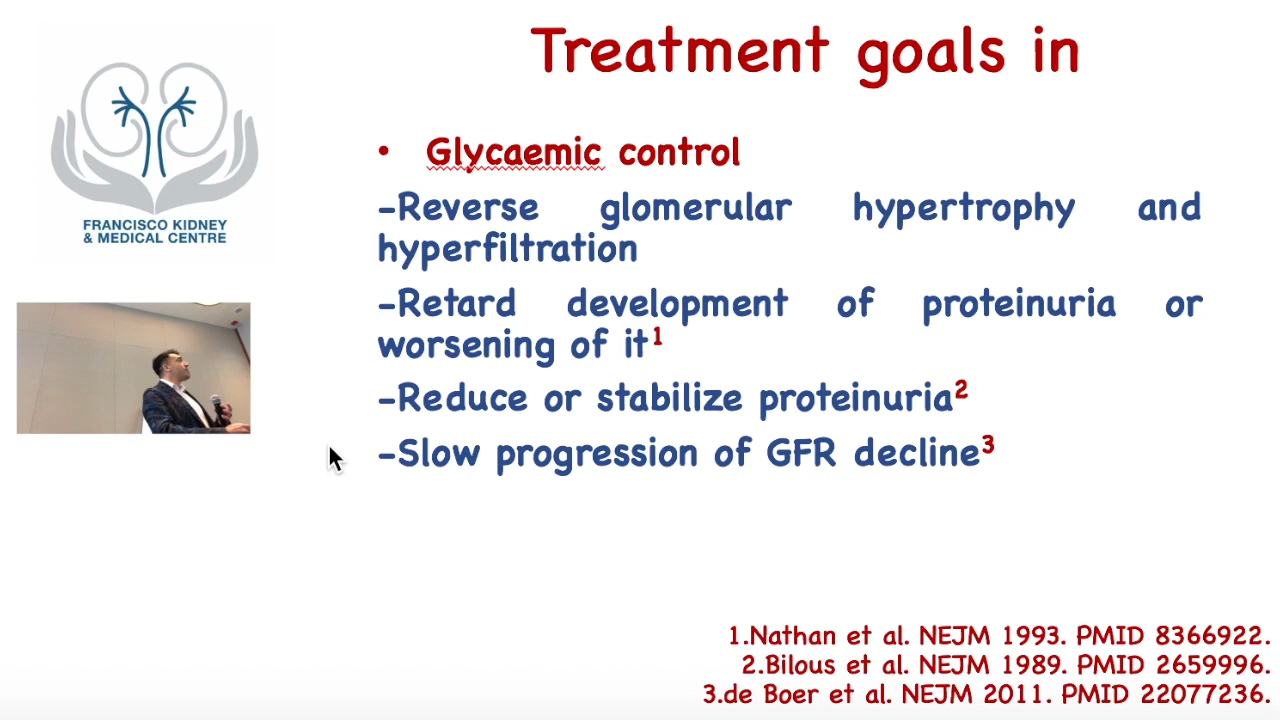 Treatment goals in
FRANCISCO KIDNEY
& MEDICAL CENTRE
• Glycaemic control
-Reverse glomerular hypertrophy and
hyperfiltration
-Retard development of proteinuria or
worsening of it¹
-Reduce or stabilize proteinuria²
-Slow progression of GFR decline³
1.Nathan et al. NEJM 1993. PMID 8366922.
2.Bilous et al. NEJM 1989. PMID 2659996.
3.de Boer et al. NEJM 2011. PMID 22077236.